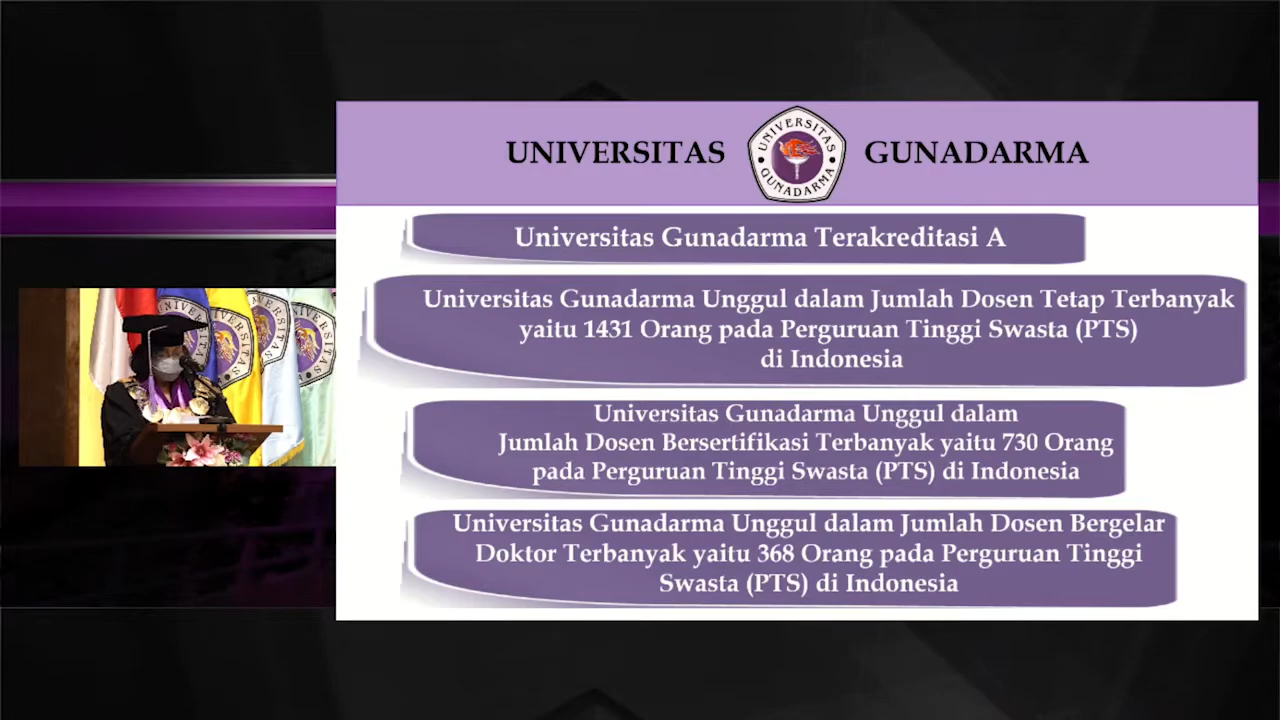 UNIVERSITAS GUNADARMA
UNIVERSITAS
GUNADARMA
Universitas Gunadarma Terakreditasi A
Universitas Gunadarma Unggul dalam Jumlah Dosen Tetap Terbanyak
yaitu 1431 Orang pada Perguruan Tinggi Swasta (PTS)
di Indonesia
Universitas Gunadarma Unggul dalam
Jumlah Dosen Bersertifikasi Terbanyak yaitu 730 Orang
pada Perguruan Tinggi Swasta (PTS) di Indonesia
Universitas Gunadarma Unggul dalam Jumlah Dosen Bergelar
Doktor Terbanyak yaitu 368 Orang pada Perguruan Tinggi
Swasta (PTS) di Indonesia